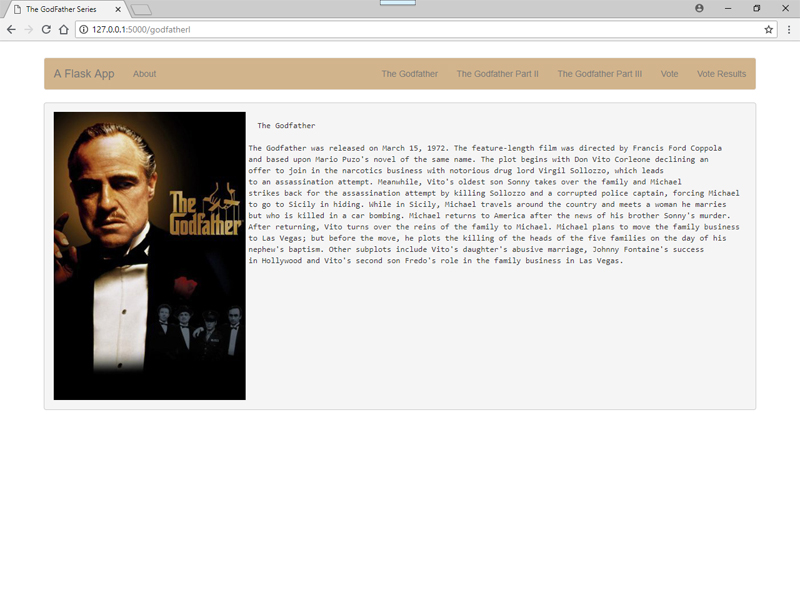 The GodFather Series
127.0.0.1:5000/godfatherI
A Flask App About The Godfather The Godfather Part II The Godfather Part III Vote Vote Results
The Godfather
The
Godfather
The Godfather was released on March 15, 1972. The feature-length film was directed by Francis Ford Coppola
and based upon Mario Puzo's novel of the same name. The plot begins with Don Vito Corleone declining an
offer to join in the narcotics business with notorious drug lord Virgil Sollozzo, which leads
to an assassination attempt. Meanwhile, Vito's oldest son Sonny takes over the family and Michael
strikes back for the assassination attempt by killing Sollozzo and a corrupted police captain, forcing Michael
to go to Sicily in hiding. While in Sicily, Michael travels around the country and meets a woman he marries
but who is killed in a car bombing. Michael returns to America after the news of his brother Sonny's murder.
After returning, Vito turns over the reins of the family to Michael. Michael plans to move the family business
to Las Vegas; but before the move, he plots the killing of the heads of the five families on the day of his
nephew's baptism. Other subplots include Vito's daughter's abusive marriage, Johnny Fontaine's success
in Hollywood and Vito's second son Fredo's role in the family business in Las Vegas.